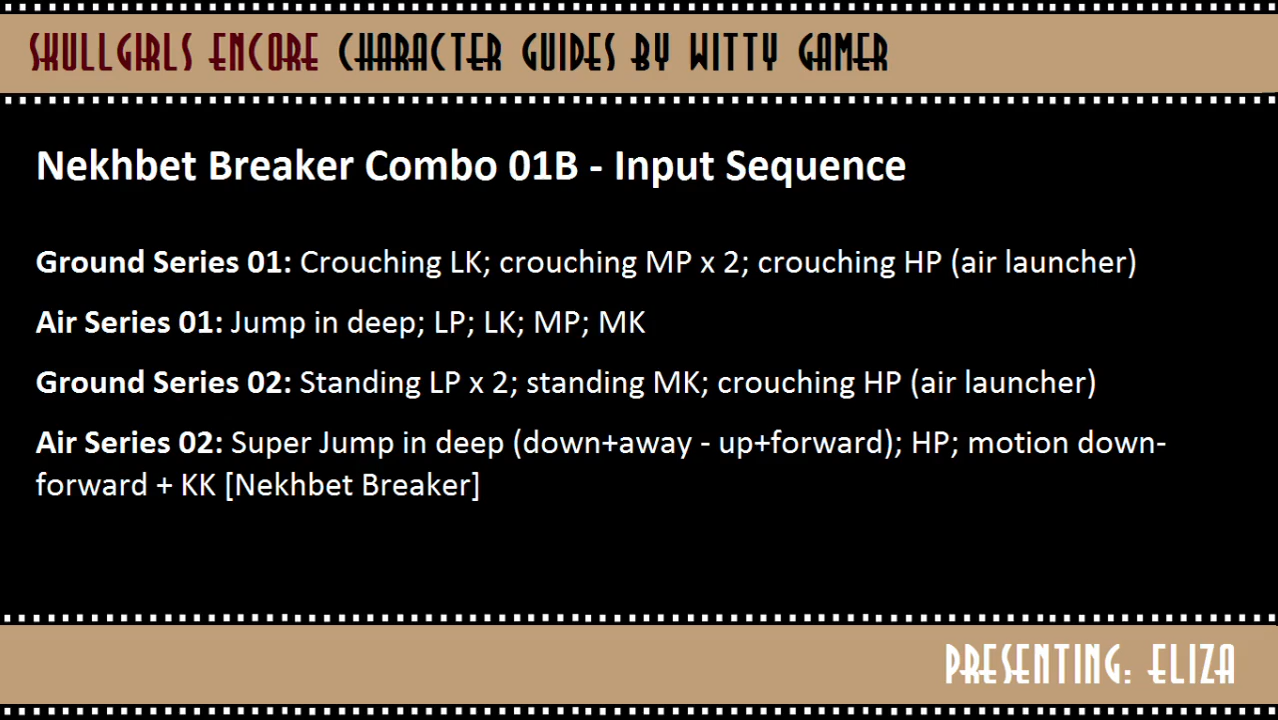 SKULLGIRLS ENCORE CHARACTER GUIDES BY WITTY GAMER
Nekhbet Breaker Combo 01B - Input Sequence
Ground Series 01: Crouching LK; crouching MP x 2; crouching HP (air launcher)
Air Series 01: Jump in deep; LP; LK; MP; MK
Ground Series 02: Standing LP x 2; standing MK; crouching HP (air launcher)
Air Series 02: Super Jump in deep (down+away - up+forward); HP; motion down-
forward + KK [Nekhbet Breaker]
PRESENTING: ELIZA